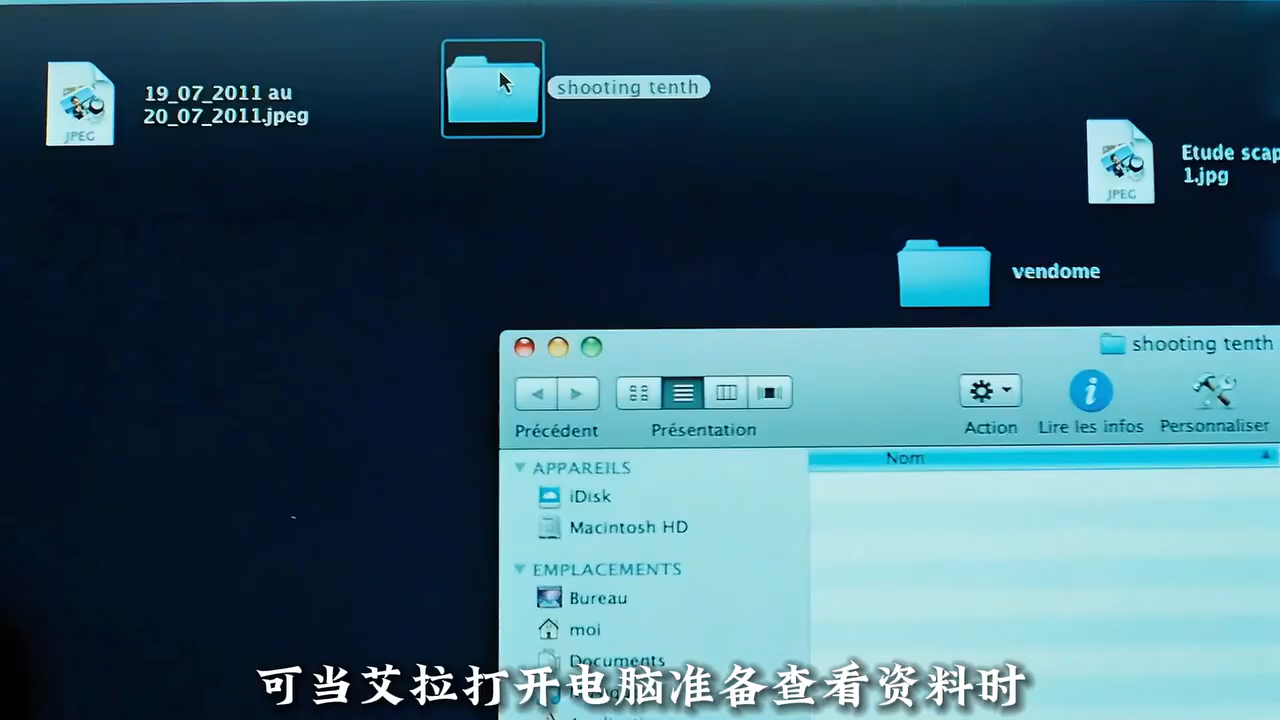 19_07_2011 au
20_07_2011.jpeg
JPEG
shooting tenth
Etude scap
1.jpg
JPEG
vendome
shooting tenth
Précédent
Présentation
Action
Lire les infos
Personnaliser
APPAREILS
Nom
iDisk
Macintosh HD
EMPLACEMENTS
Bureau
moi
Documents
可当艾拉打开电脑准备查看资料时